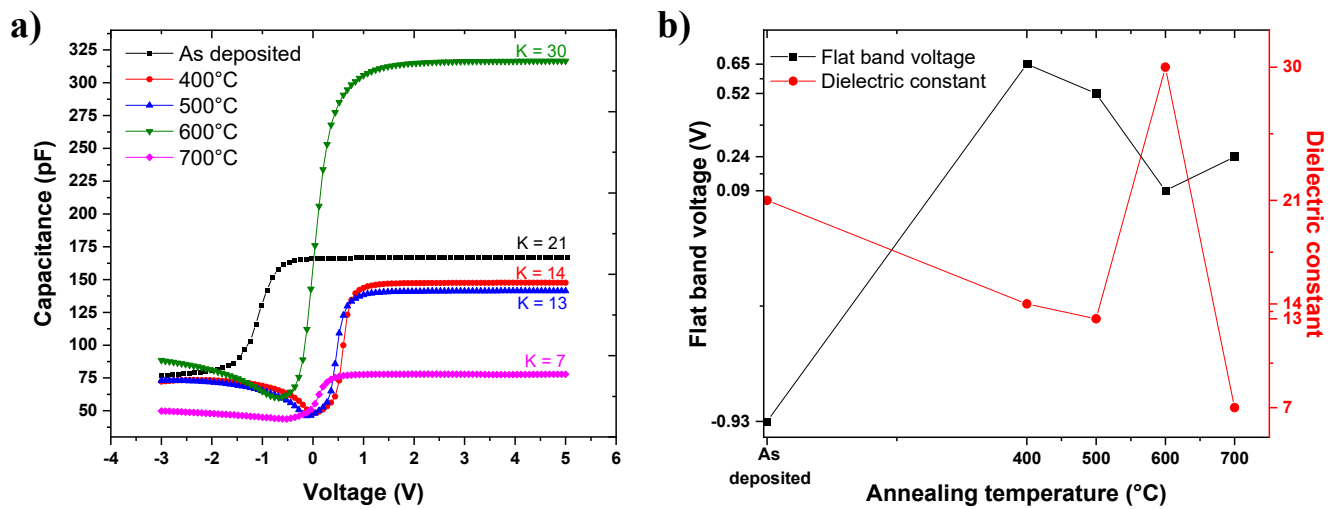 a)
As deposited
400°C
500°C
600°C
700°C
K = 30
K = 21
K = 14
K = 13
K = 7
325
300
275
250
225
200
175
150
125
100
75
50
Capacitance (pF)
-4 -3 -2 -1 0 1 2 3 4 5 6
Voltage (V)
b)
Flat band voltage
Dielectric constant
0.65
0.52
0.24
0.09
-0.93
Flat band voltage (V)
30
21
14
13
7
Dielectric constant
As
deposited
400 500 600 700
Annealing temperature (°C)